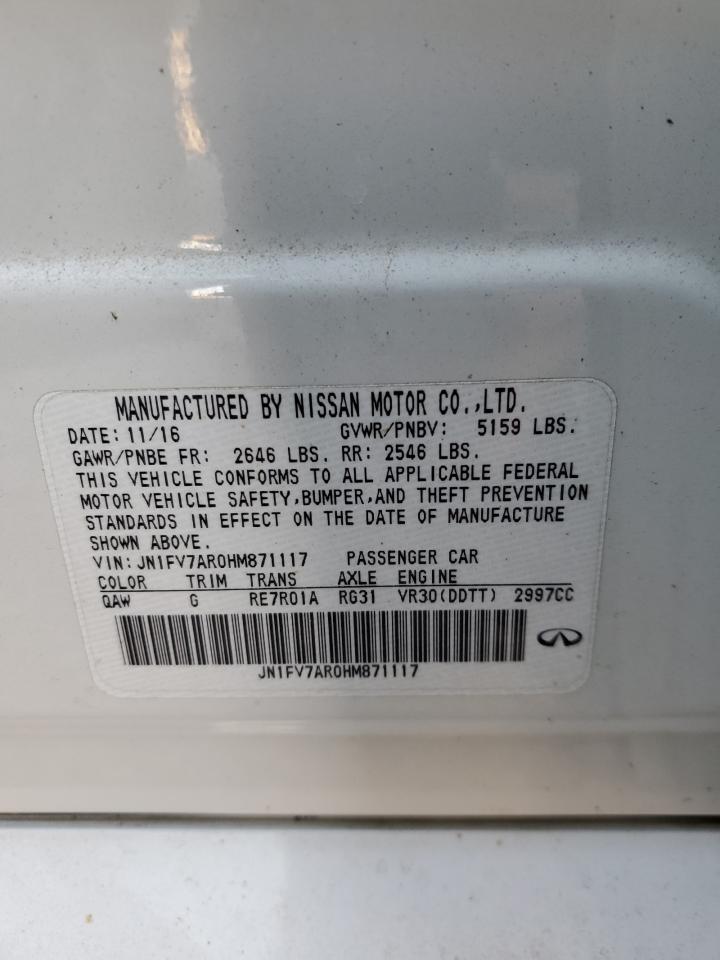 MANUFACTURED BY NISSAN MOTOR CO.,LTD.
DATE: 11/16 GVWR/PNBV: 5159 LBS.
GAWR/PNBE FR: 2646 LBS. RR: 2546 LBS.
THIS VEHICLE CONFORMS TO ALL APPLICABLE FEDERAL
MOTOR VEHICLE SAFETY,BUMPER,AND THEFT PREVENTION
STANDARDS IN EFFECT ON THE DATE OF MANUFACTURE
SHOWN ABOVE.
VIN: JN1FV7AR0HM871117 PASSENGER CAR
COLOR TRIM TRANS AXLE ENGINE
QAW G RE7R01A RG31 VR30(DDTT) 2997CC
JN1FV7AR0HM871117